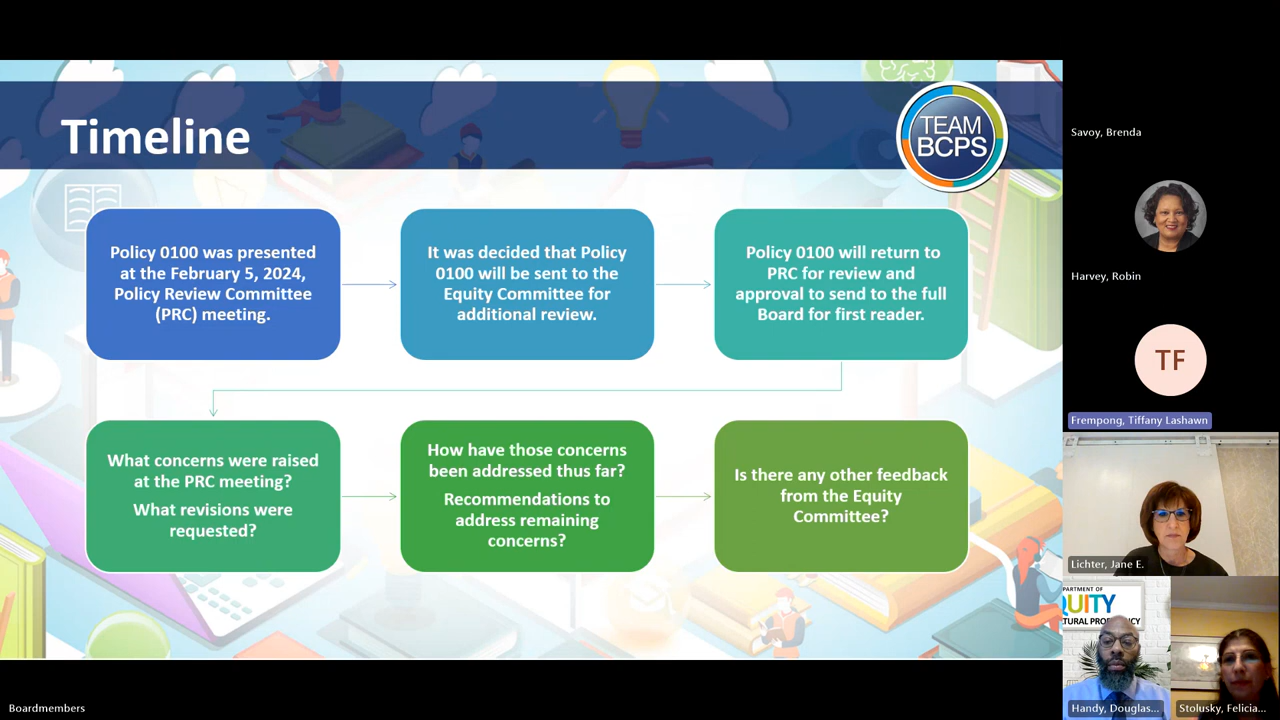 Timeline
TEAM
BCPS
Policy 0100 was presented
at the February 5, 2024,
Policy Review Committee
(PRC) meeting.
It was decided that Policy
0100 will be sent to the
Equity Committee for
additional review.
Policy 0100 will return to
PRC for review and
approval to send to the full
Board for first reader.
What concerns were raised
at the PRC meeting?
What revisions were
requested?
How have those concerns
been addressed thus far?
Recommendations to
address remaining
concerns?
Is there any other feedback
from the Equity
Committee?
Savoy, Brenda
Harvey, Robin
TF
Frempong, Tiffany Lashawn
Lichter, Jane E.
PARTMENT OF
QUITY
TURAL PROFICIENCY
Handy, Douglas...
Stolusky, Felicia...
Boardmembers